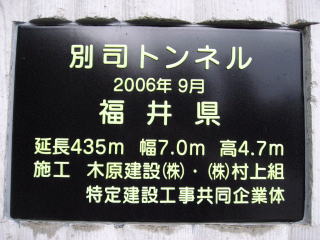 別司トンネル
2006年 9月
福井県
延長435m 幅7.0m 高4.7m
施工 木原建設㈱・㈱村上組
特定建設工事共同企業体